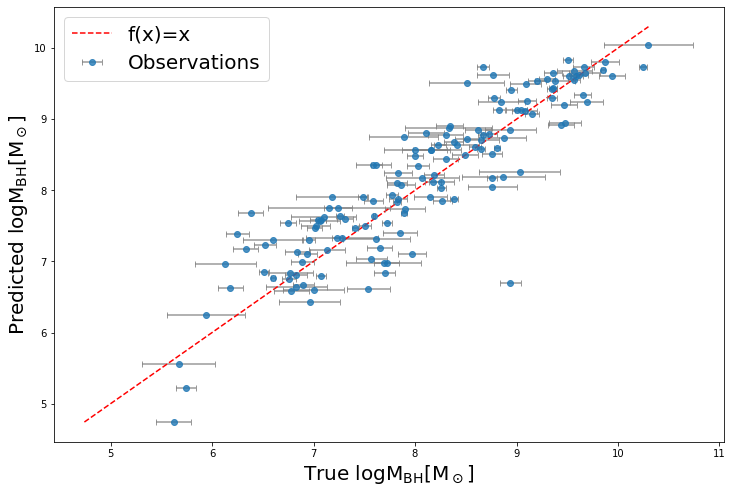 f(x)=x
Observations
Predicted logM_BH[M_⊙]
10
9
8
7
6
5
5 6 7 8 9 10 11
True logM_BH[M_⊙]